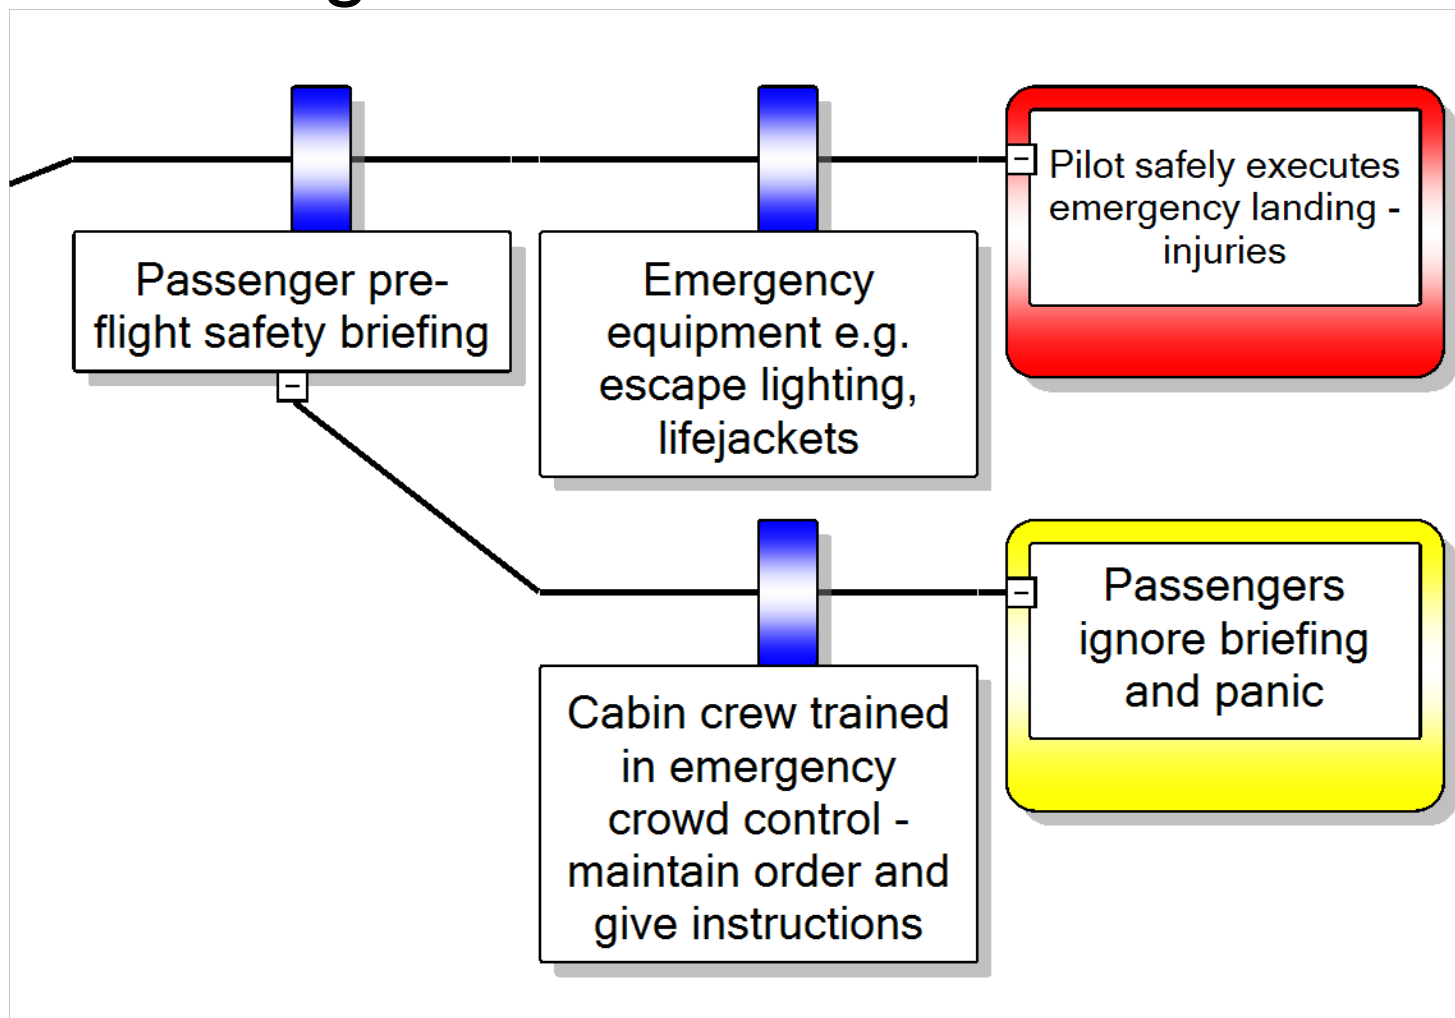 Passenger pre-
flight safety briefing
Emergency
equipment e.g.
escape lighting,
lifejackets
Pilot safely executes
emergency landing -
injuries
Cabin crew trained
in emergency
crowd control -
maintain order and
give instructions
Passengers
ignore briefing
and panic